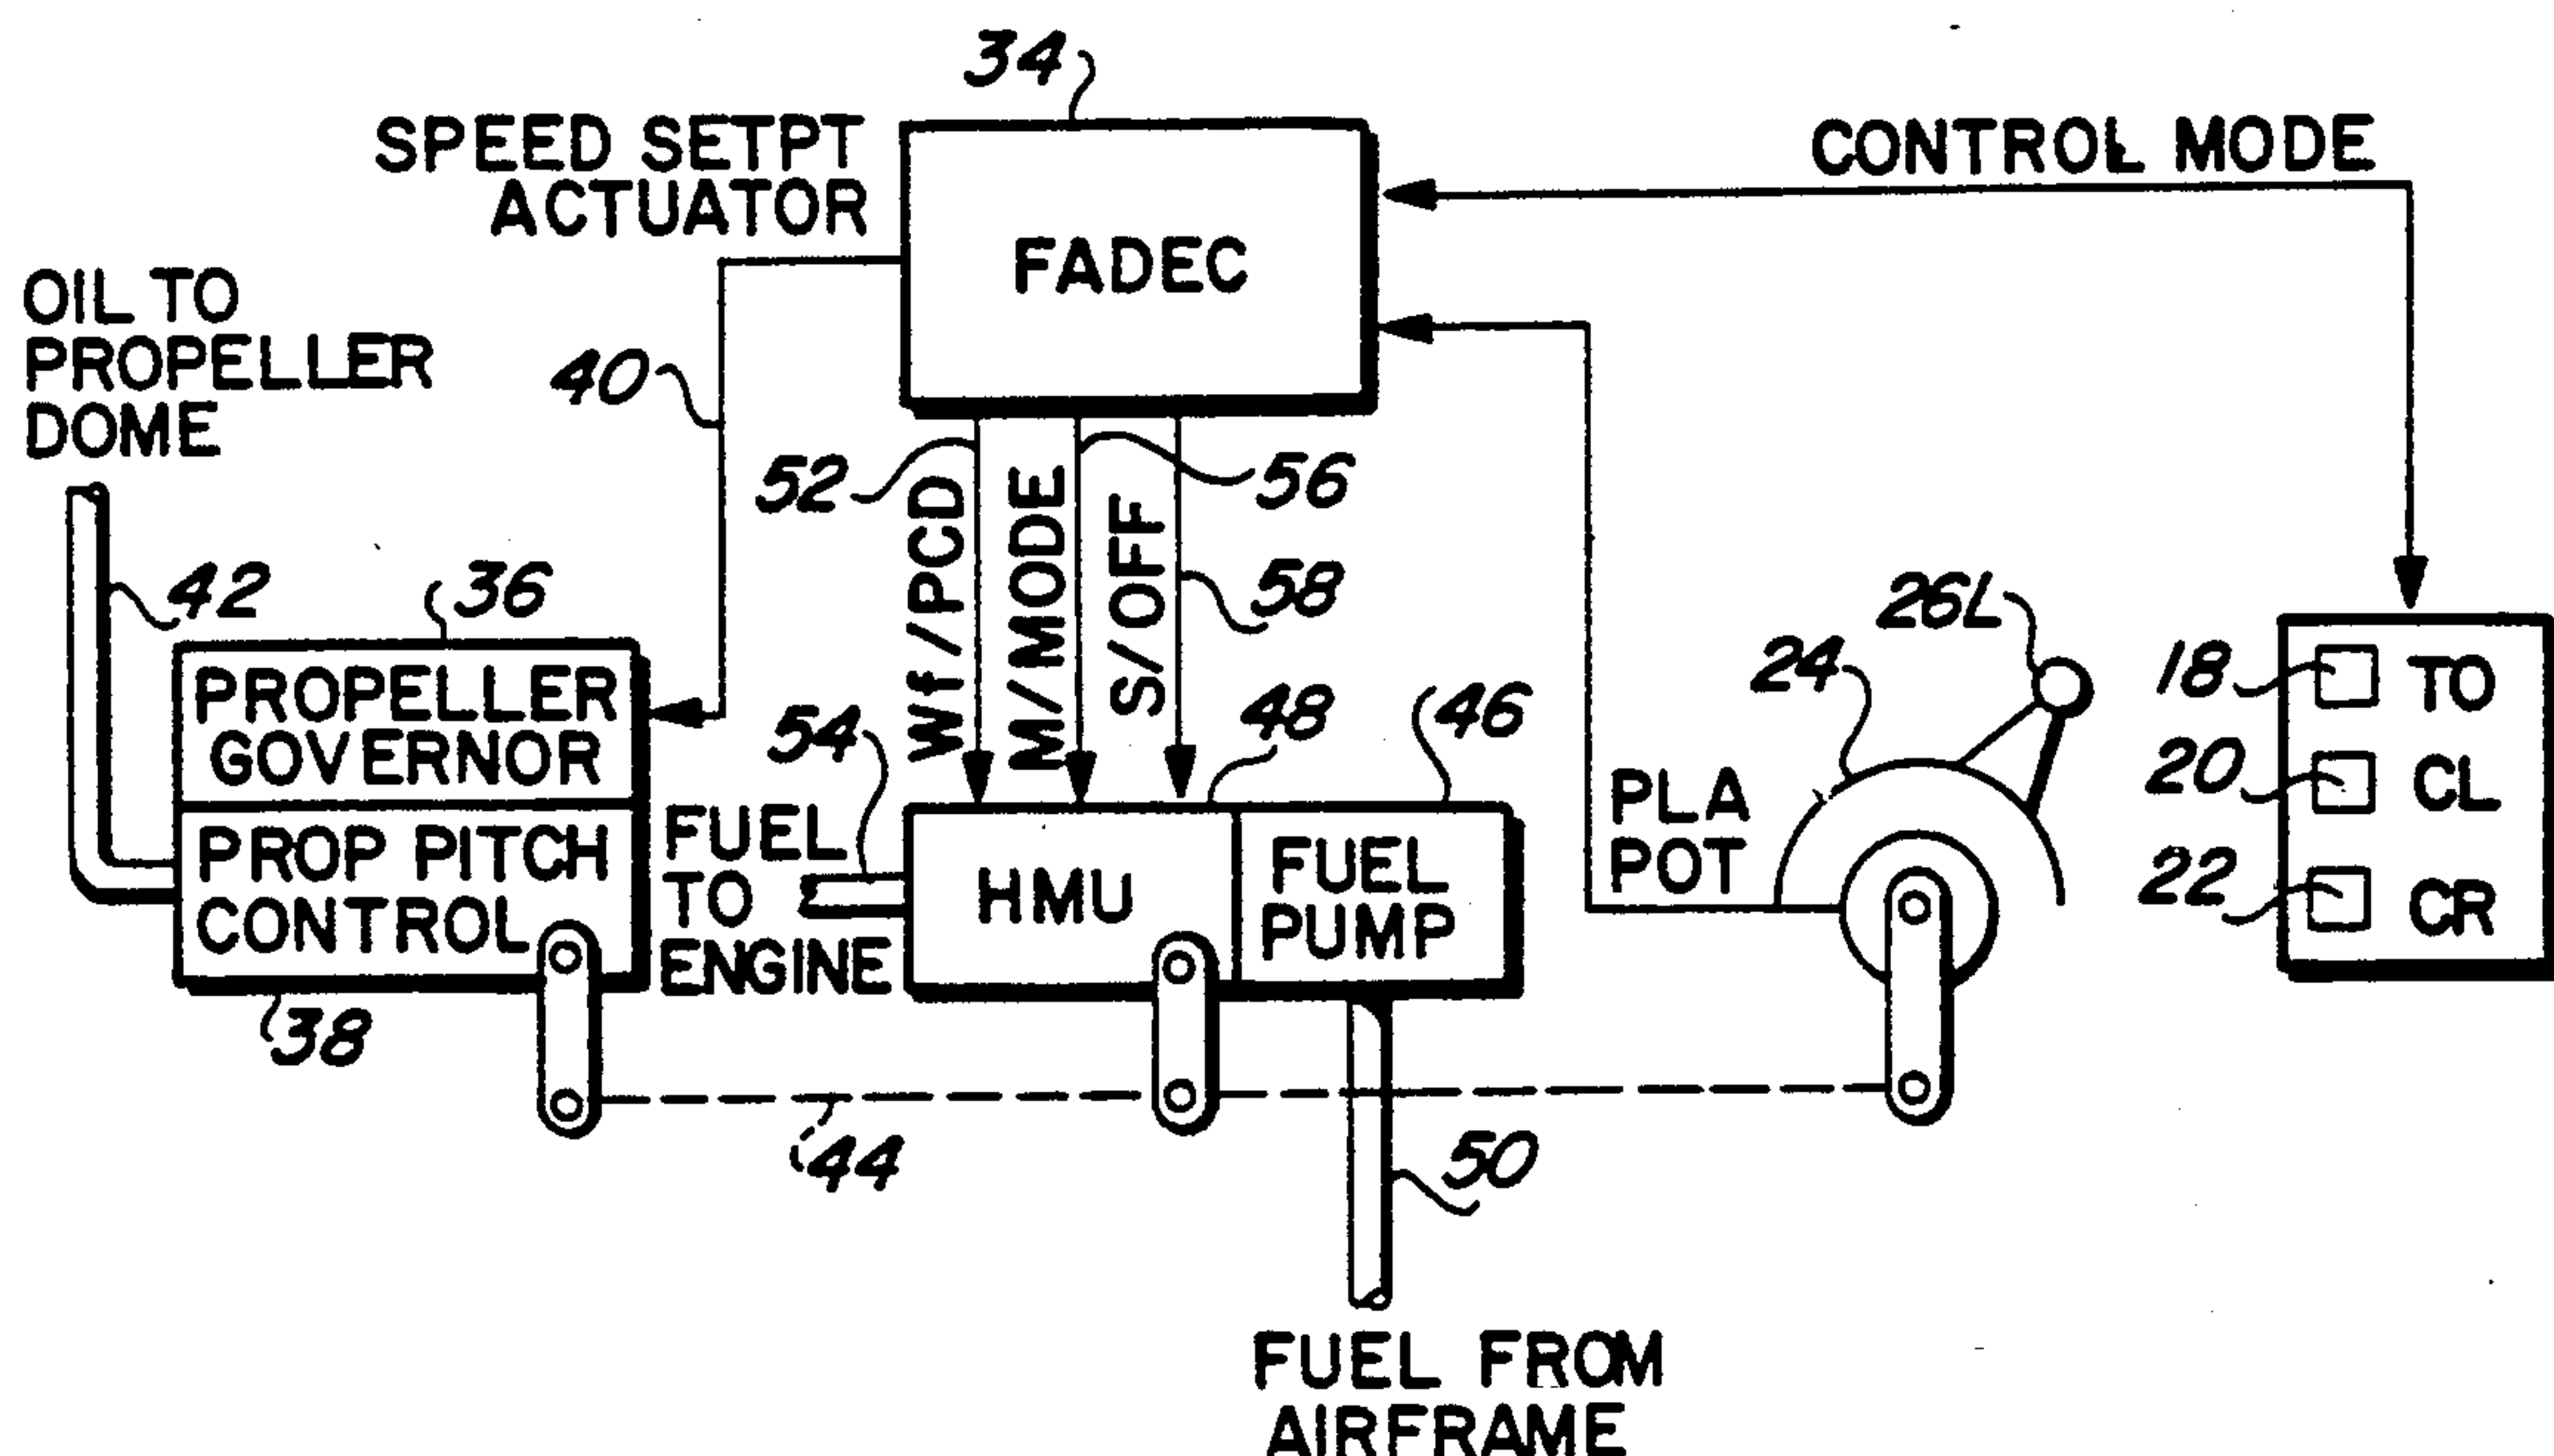 34
SPEED SETPT
ACTUATOR
CONTROL MODE
FADEC
OIL TO
PROPELLER
DOME
40
52
56
Wf/PCD
M/MODE
S/OFF
42
36
58
26L
24
18
TO
PROPELLER
GOVERNOR
54
48
46
20
CL
PLA
POT
PROP PITCH
CONTROL
FUEL
TO
ENGINE
HMU
FUEL
PUMP
22
CR
38
44
50
FUEL FROM
AIRFRAME